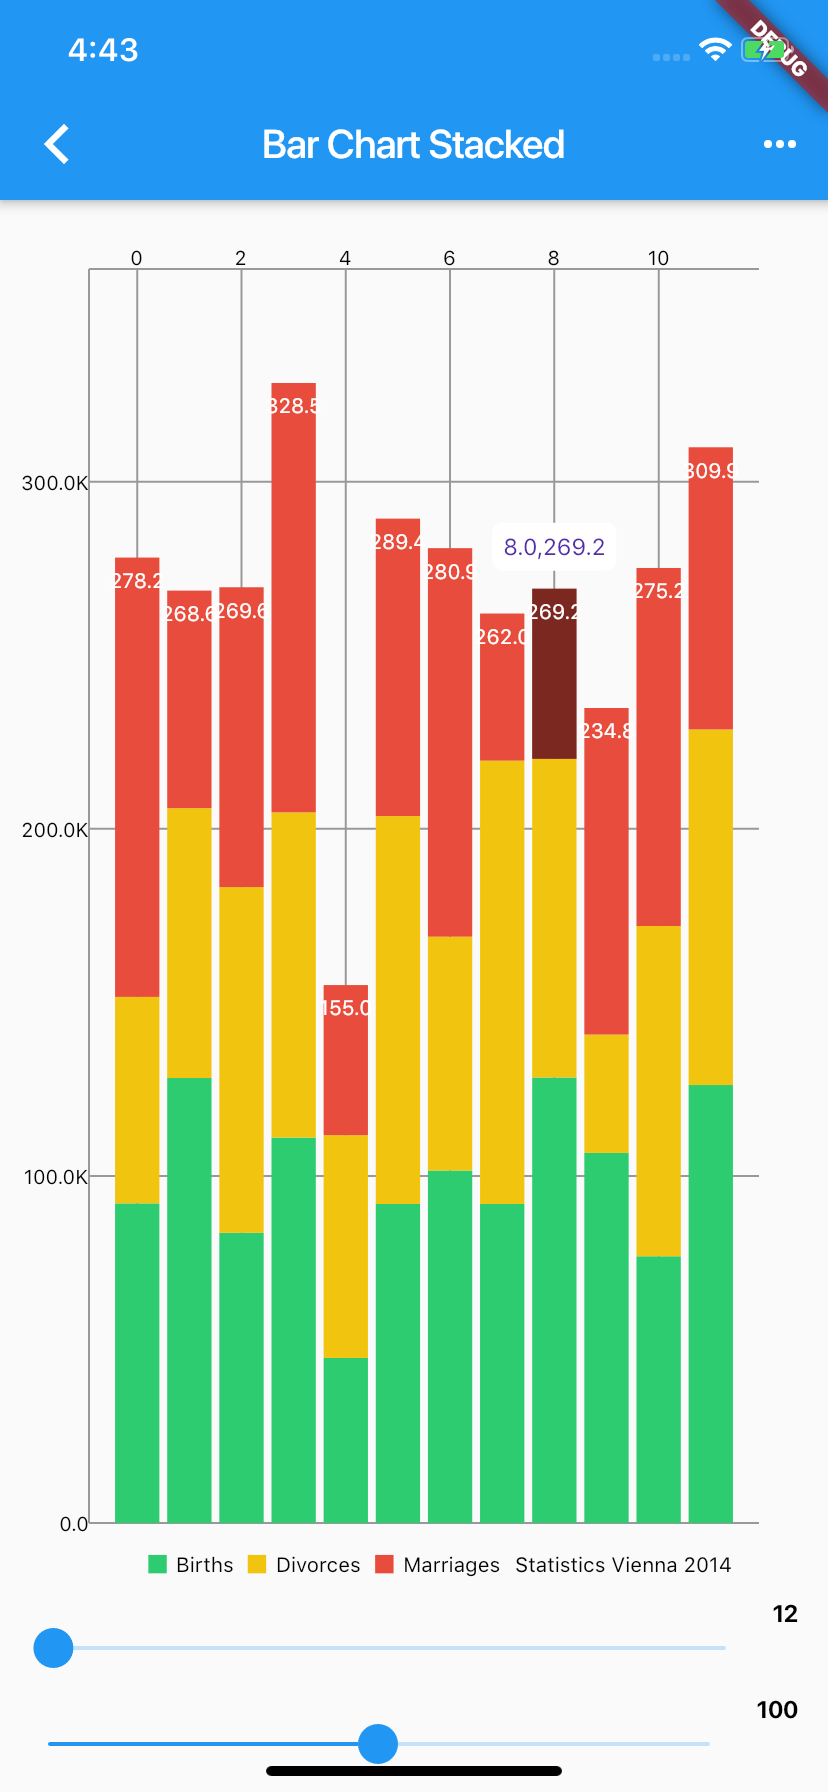 4:43
DEBUG
Bar Chart Stacked
0 2 4 6 8 10
328.5
300.0K
309.9
289.4
8.0,269.2
280.9
278.2
275.2
268.6 269.6 269.2
262.0
234.8
200.0K
155.0
100.0K
0.0
Births Divorces Marriages Statistics Vienna 2014
12
100